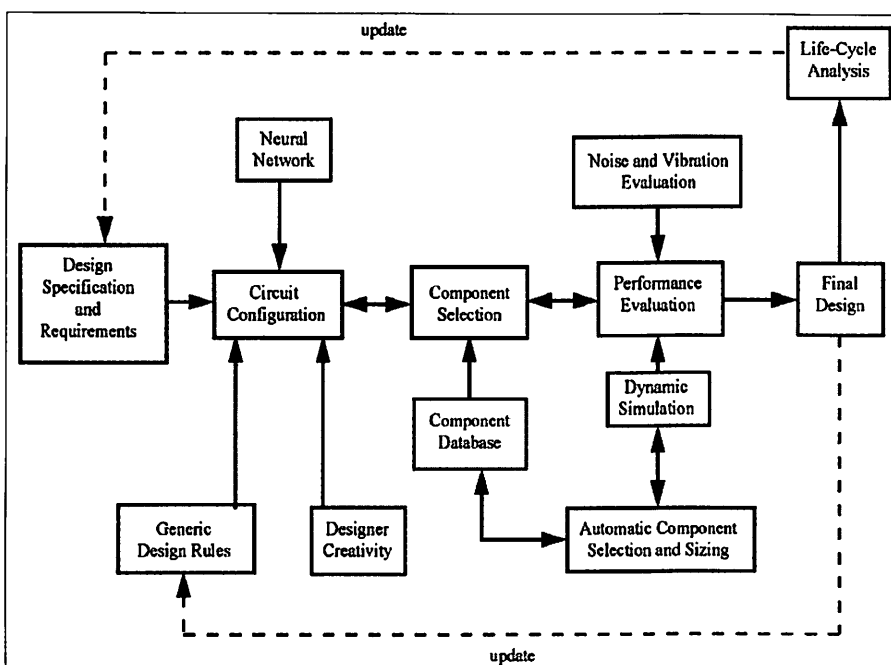 update
Life-Cycle
Analysis
Neural
Network
Noise and Vibration
Evaluation
Design
Specification
and
Requirements
Circuit
Configuration
Component
Selection
Performance
Evaluation
Final
Design
Dynamic
Simulation
Component
Database
Generic
Design Rules
Designer
Creativity
Automatic Component
Selection and Sizing
update